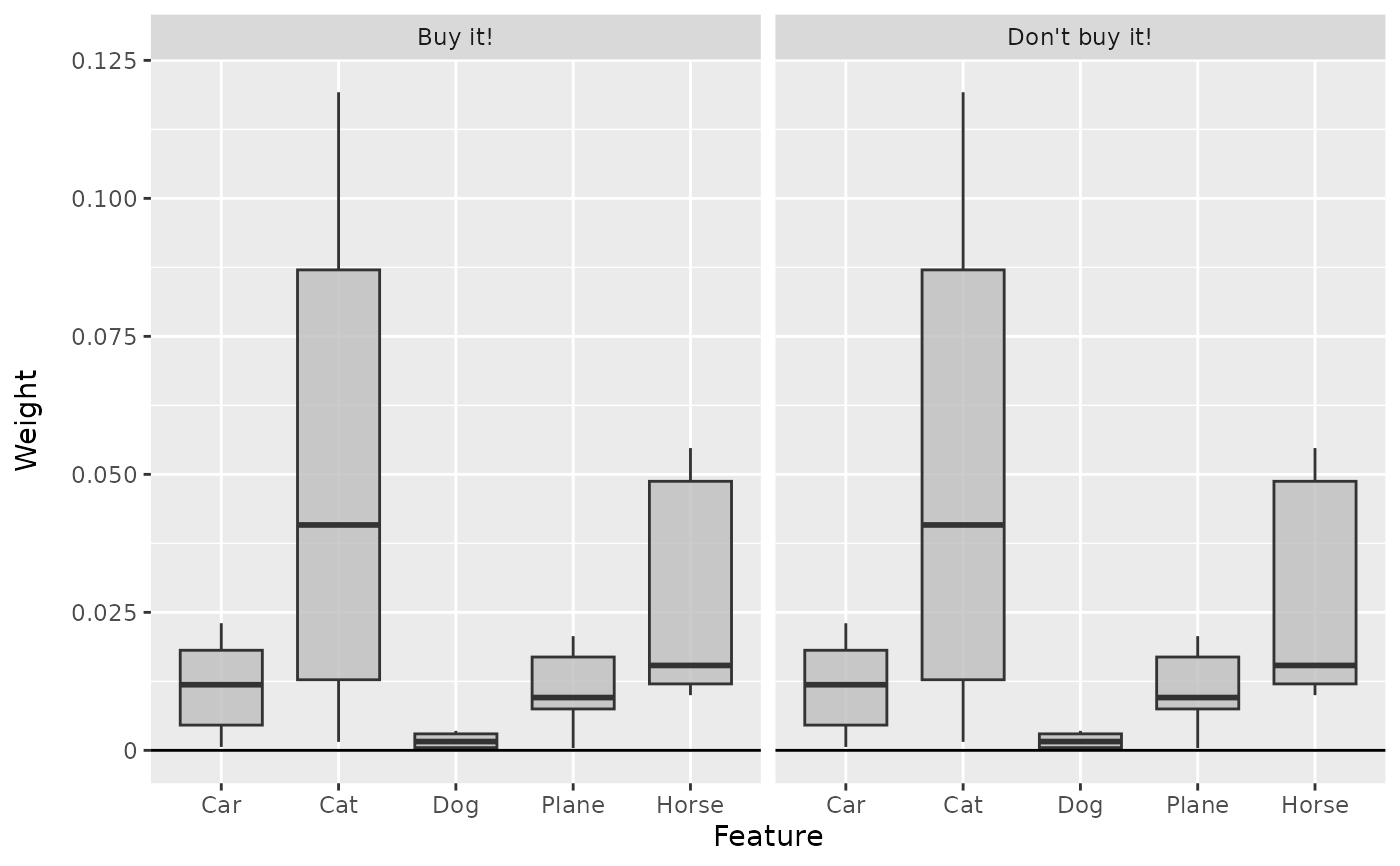 Buy it!
Don't buy it!
0.125
0.100
0.075
0.050
0.025
0
Weight
Car Cat Dog Plane Horse
Car Cat Dog Plane Horse
Feature